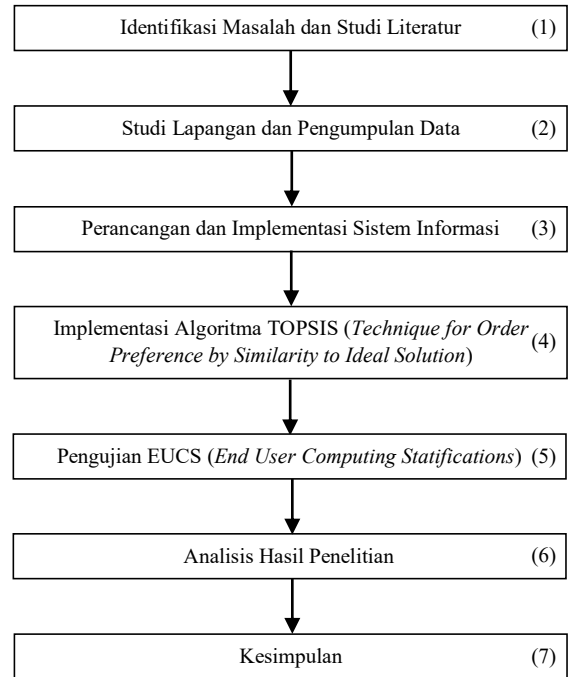 Identifikasi Masalah dan Studi Literatur (1)
Studi Lapangan dan Pengumpulan Data (2)
Perancangan dan Implementasi Sistem Informasi (3)
Implementasi Algoritma TOPSIS (Technique for Order
Preference by Similarity to Ideal Solution) (4)
Pengujian EUCS (End User Computing Statifications) (5)
Analisis Hasil Penelitian (6)
Kesimpulan (7)